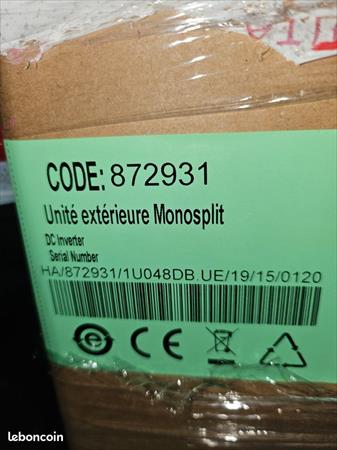 CODE: 872931
Unité extérieure Monosplit
DC Inverter
Serial Number
HA/872931/1U048DB.UE/19/15/0120
CE
leboncoin